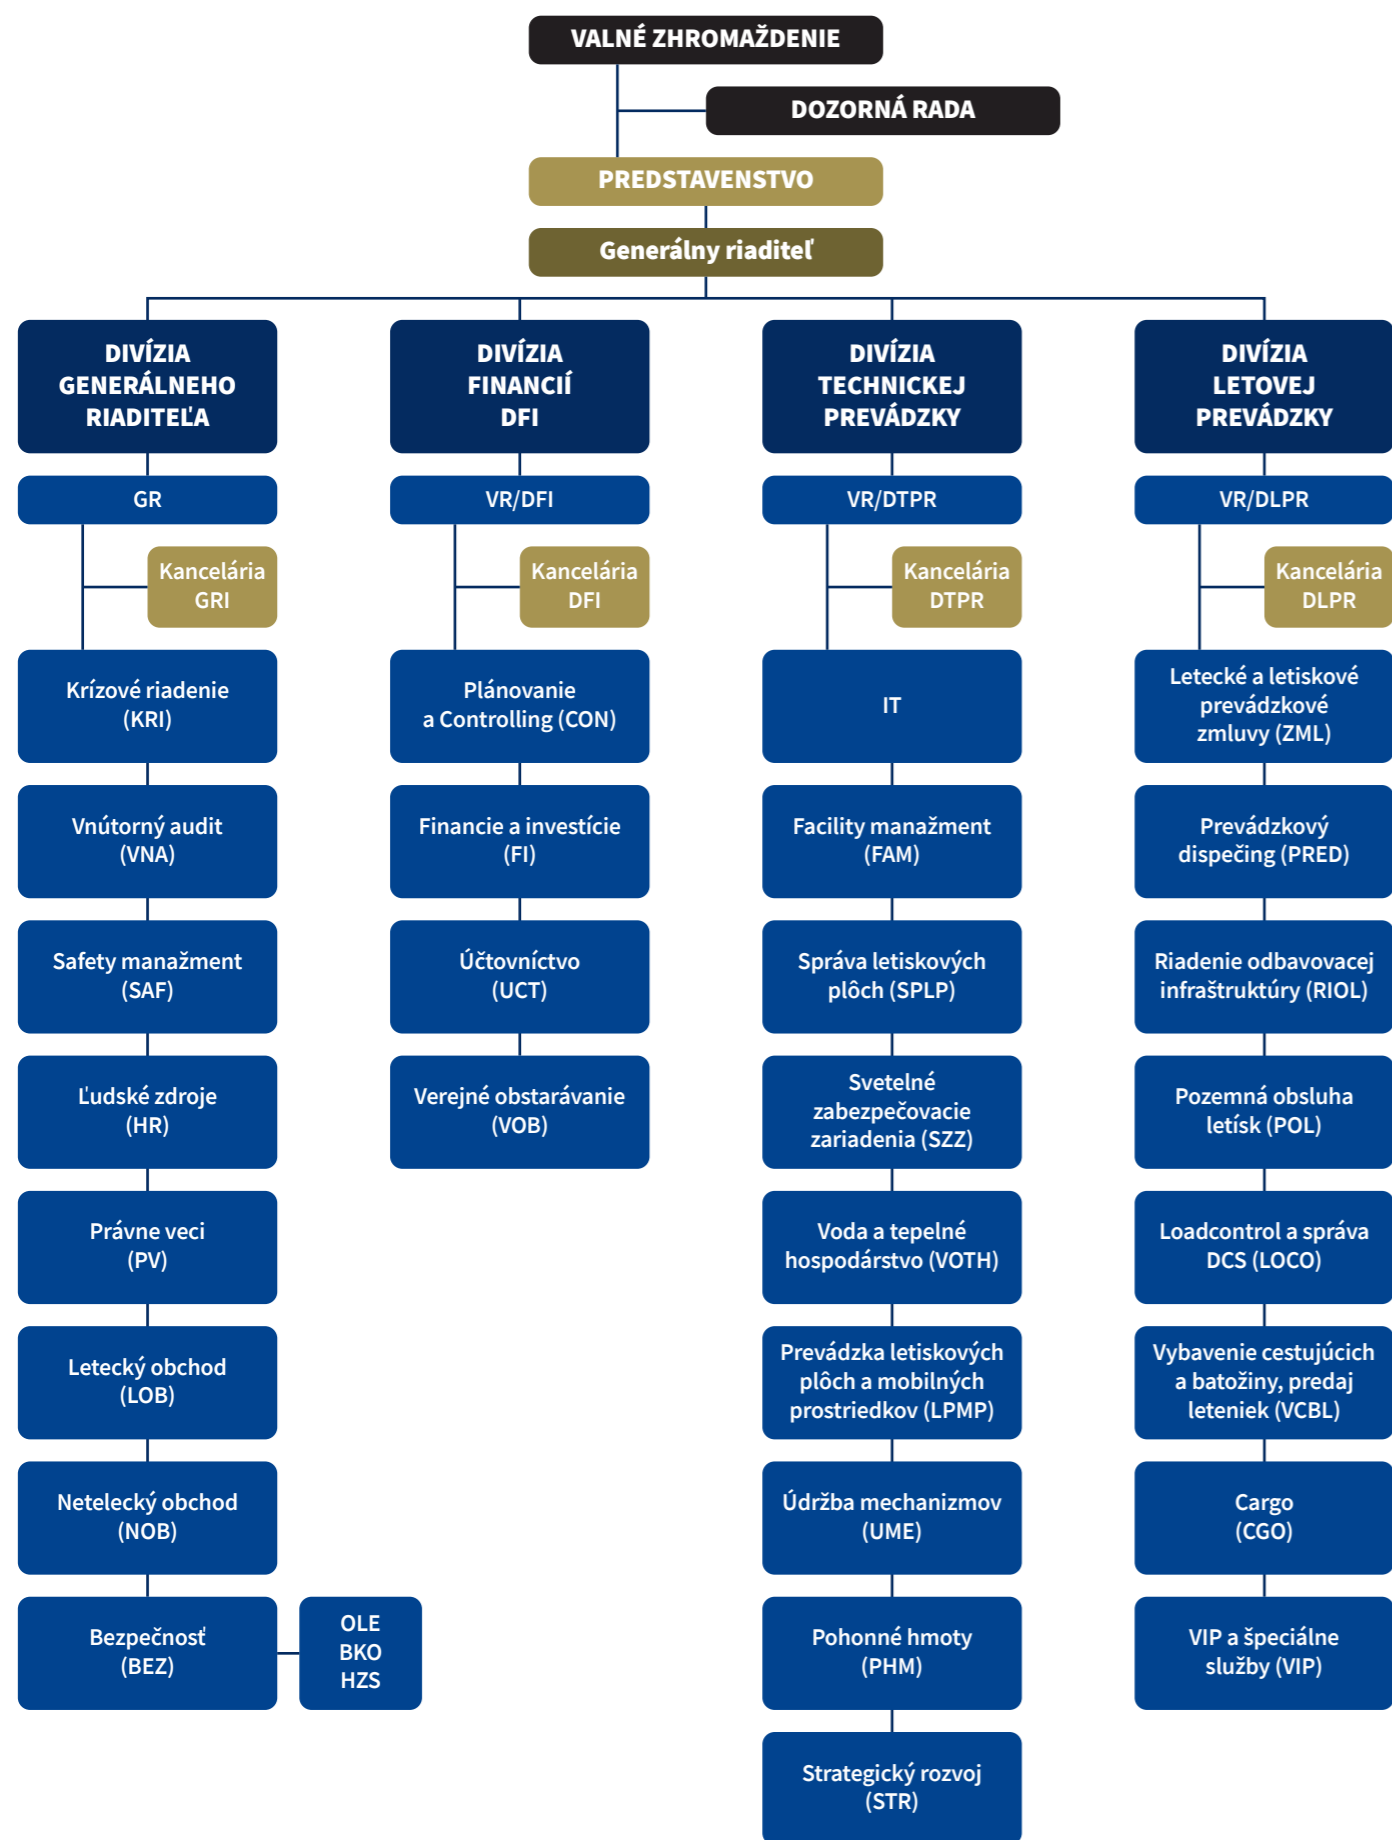 VALNÉ ZHROMAŽDENIE
DOZORNÁ RADA
PREDSTAVENSTVO
Generálny riaditeľ
DIVÍZIA
GENERÁLNEHO
RIADITEĽA
GR
Kancelária
GRI
Krízové riadenie
(KRI)
Vnútorný audit
(VNA)
Safety manažment
(SAF)
Ľudské zdroje
(HR)
Právne veci
(PV)
Letecký obchod
(LOB)
Netelecký obchod
(NOB)
Bezpečnosť
(BEZ)
OLE
BKO
HZS
DIVÍZIA
FINANCIÍ
DFI
VR/DFI
Kancelária
DFI
Plánovanie
a Controlling (CON)
Financie a investície
(FI)
Účtovníctvo
(UCT)
Verejné obstarávanie
(VOB)
DIVÍZIA
TECHNICKEJ
PREVÁDZKY
VR/DTPR
Kancelária
DTPR
IT
Facility manažment
(FAM)
Správa letiskových
plôch (SPLP)
Svetelné
zabezpečovacie
zariadenia (SZZ)
Voda a tepelné
hospodárstvo (VOTH)
Prevádzka letiskových
plôch a mobilných
prostriedkov (LPMP)
Údržba mechanizmov
(UME)
Pohonné hmoty
(PHM)
Strategický rozvoj
(STR)
DIVÍZIA
LETOVEJ
PREVÁDZKY
VR/DLPR
Kancelária
DLPR
Letecké a letiskové
prevádzkové
zmluvy (ZML)
Prevádzkový
dispečing (PRED)
Riadenie odbavovacej
infraštruktúry (RIOL)
Pozemná obsluha
letísk (POL)
Loadcontrol a správa
DCS (LOCO)
Vybavenie cestujúcich
a batožiny, predaj
leteniek (VCBL)
Cargo
(CGO)
VIP a špeciálne
služby (VIP)